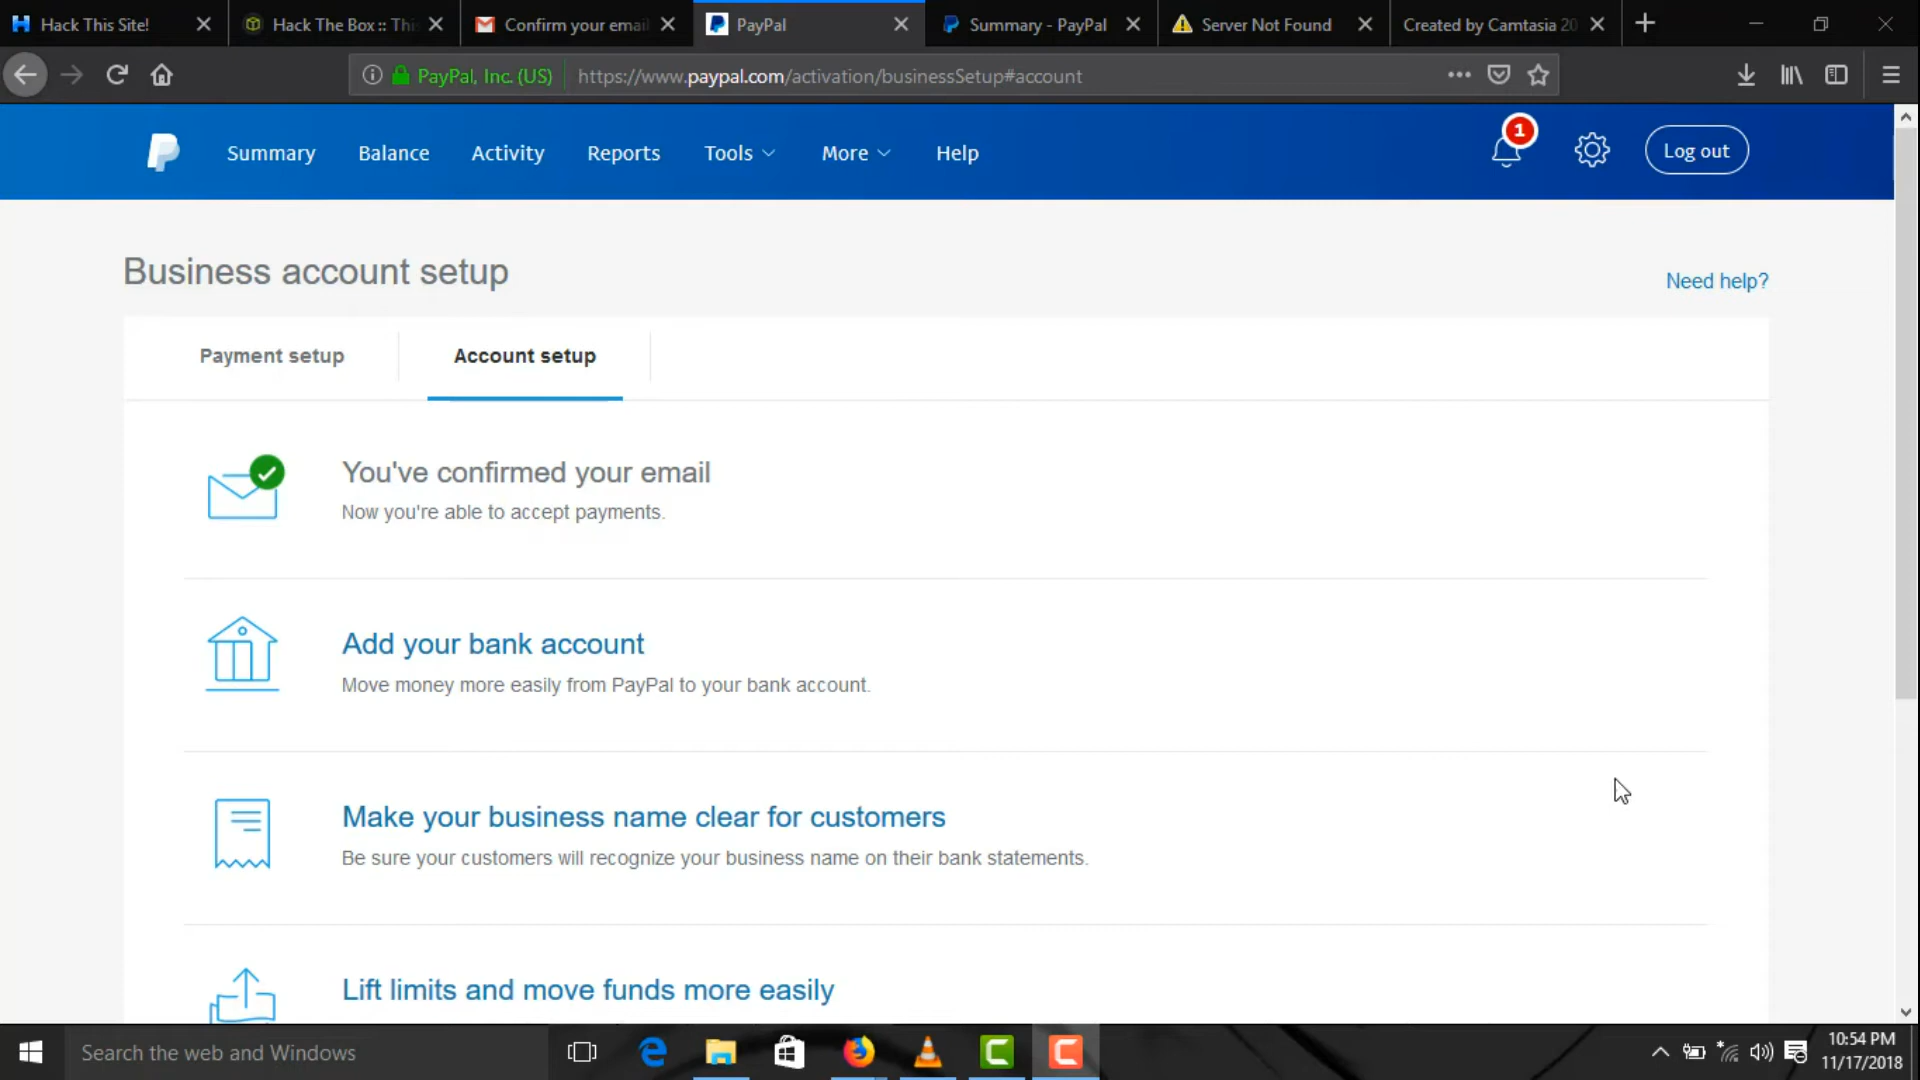 Hack This Site!
Hack The Box :: Thi
Confirm your email
PayPal
Summary - PayPal
Server Not Found
Created by Camtasia 20
PayPal, Inc. (US)
https://www.paypal.com/activation/businessSetup#account
Summary
Balance
Activity
Reports
Tools
More
Help
1
Log out
Business account setup
Need help?
Payment setup
Account setup
You've confirmed your email
Now you're able to accept payments.
Add your bank account
Move money more easily from PayPal to your bank account.
Make your business name clear for customers
Be sure your customers will recognize your business name on their bank statements.
Lift limits and move funds more easily
Search the web and Windows
10:54 PM
11/17/2018